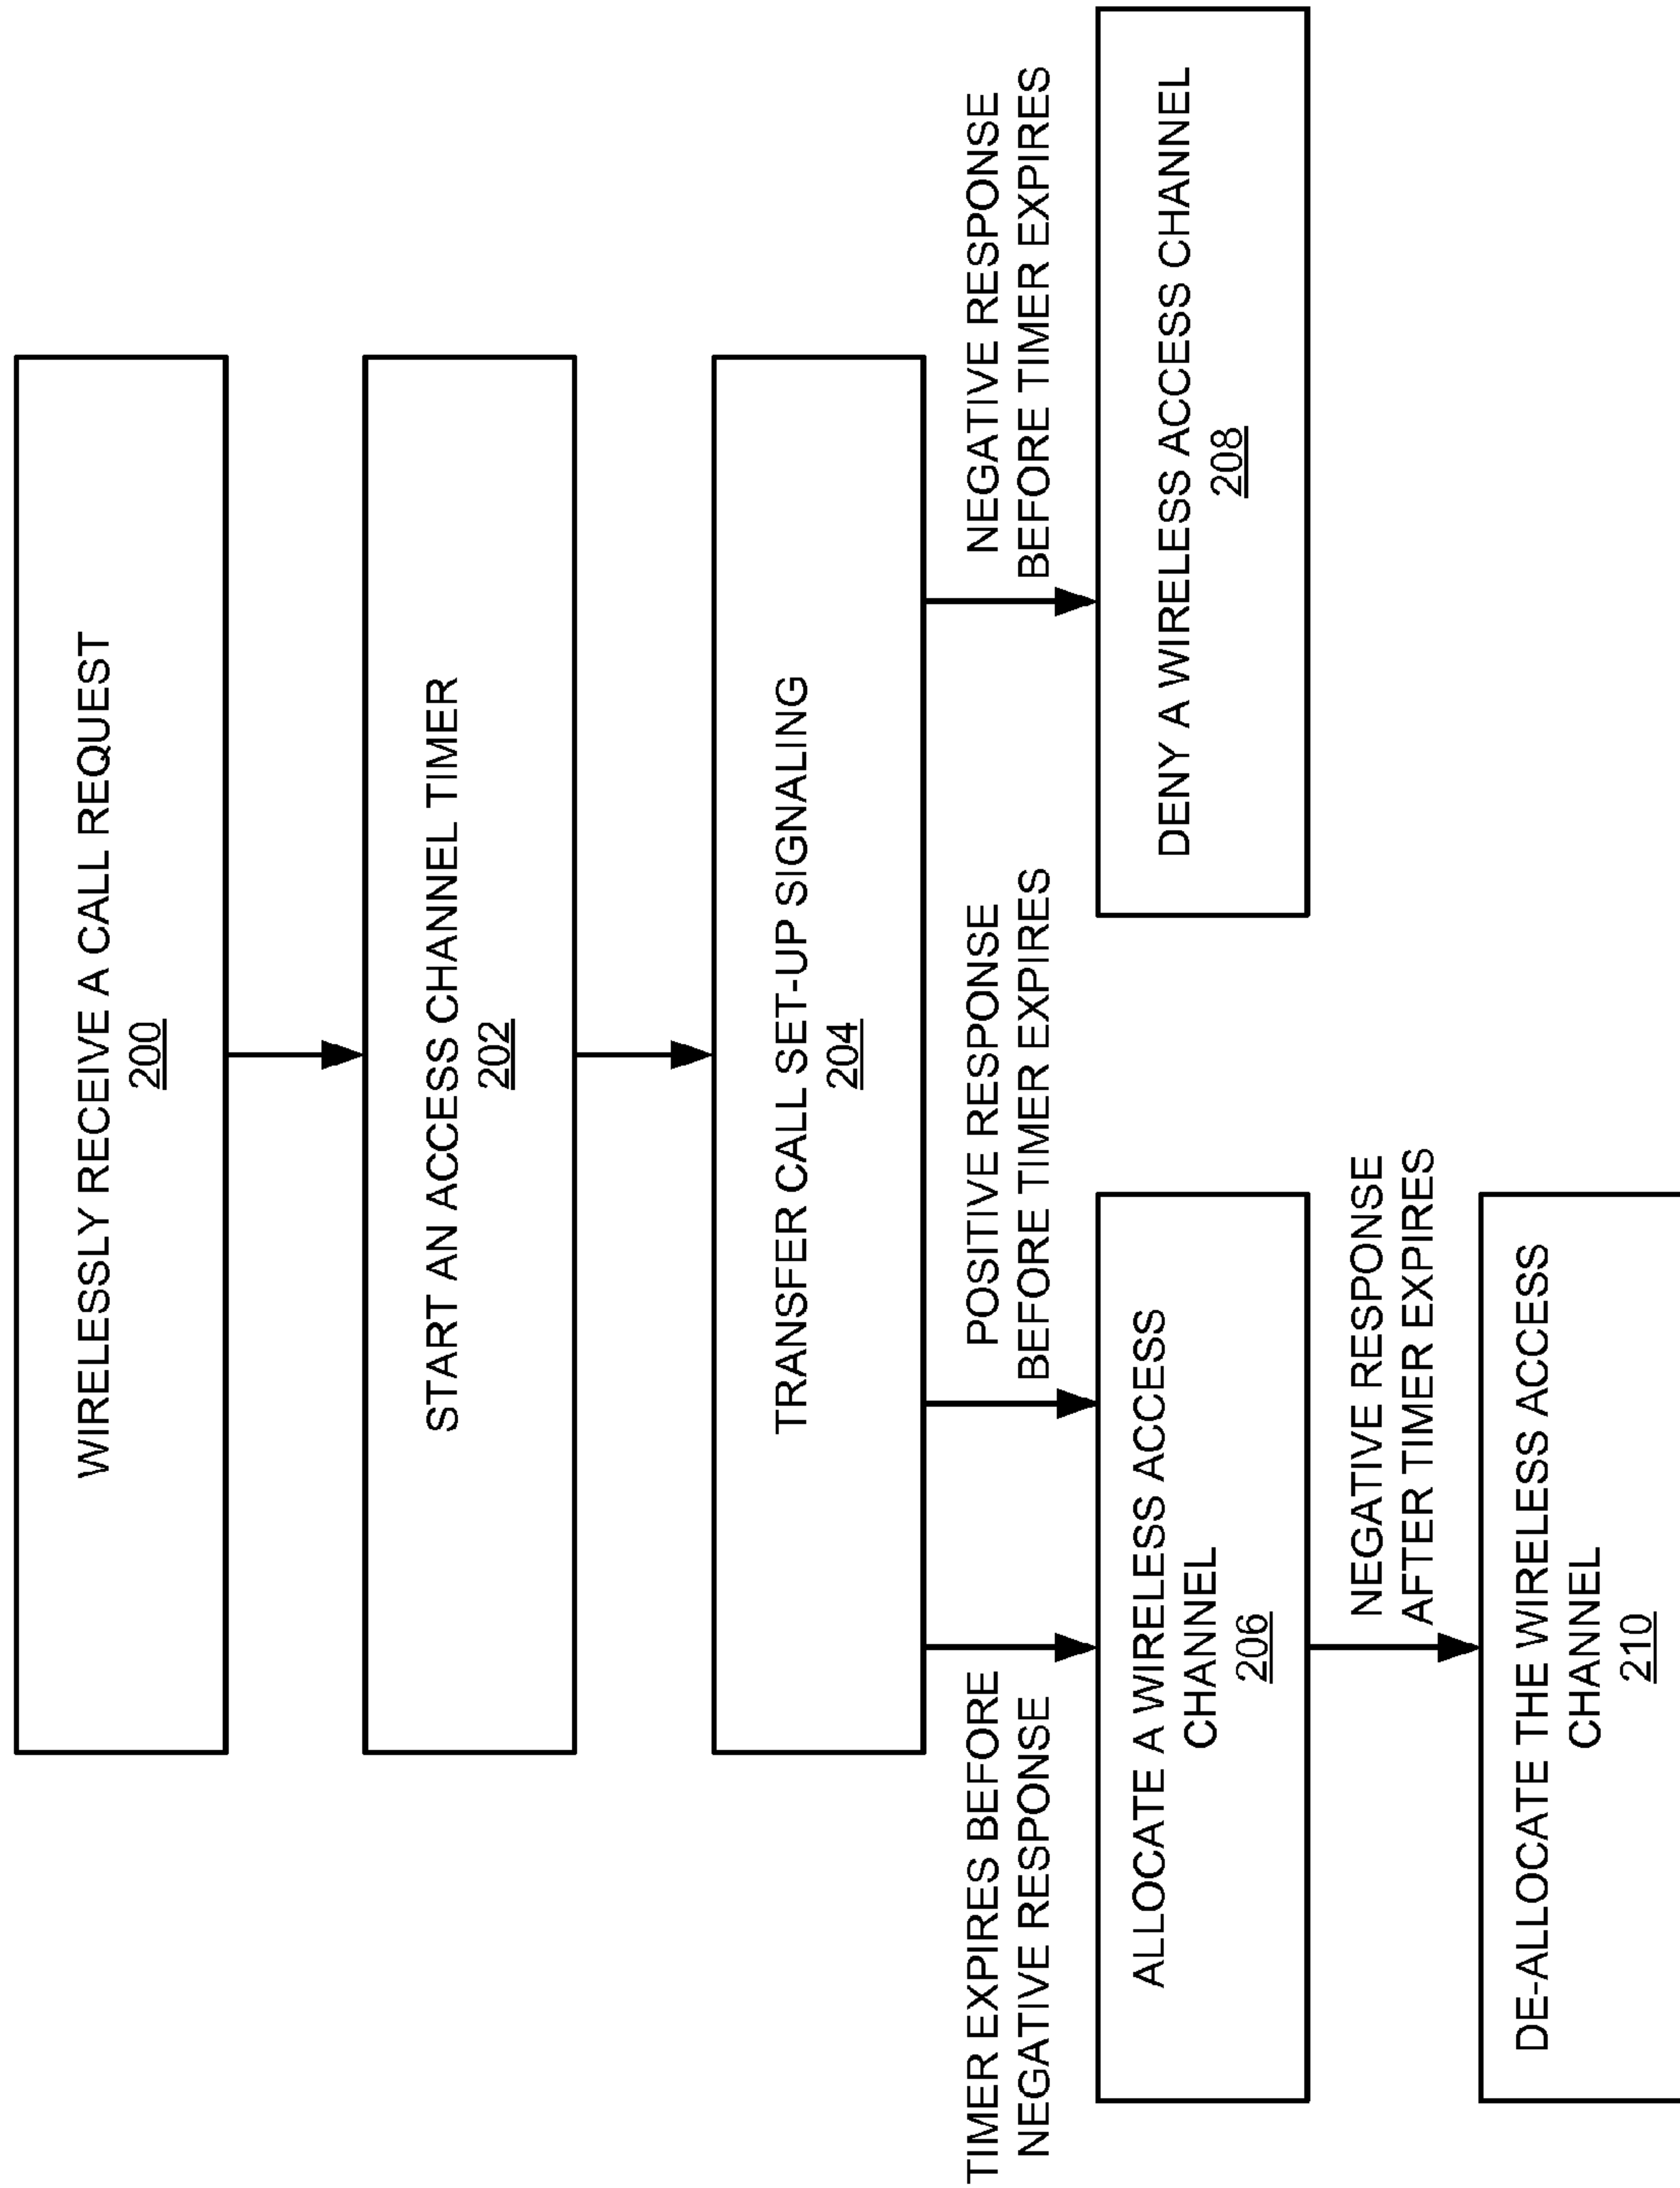 WIRELESSLY RECEIVE A CALL REQUEST
200
START AN ACCESS CHANNEL TIMER
202
TRANSFER CALL SET-UP SIGNALING
204
TIMER EXPIRES BEFORE
NEGATIVE RESPONSE
POSITIVE RESPONSE
BEFORE TIMER EXPIRES
NEGATIVE RESPONSE
BEFORE TIMER EXPIRES
ALLOCATE A WIRELESS ACCESS
CHANNEL
206
DENY A WIRELESS ACCESS CHANNEL
208
NEGATIVE RESPONSE
AFTER TIMER EXPIRES
DE-ALLOCATE THE WIRELESS ACCESS
CHANNEL
210